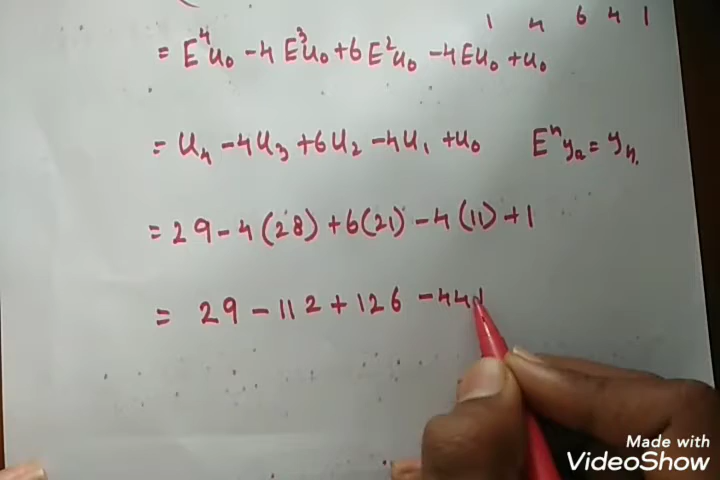 1 4 6 4 1
= E⁴u₀ - 4E³u₀ + 6E²u₀ - 4Eu₀ + u₀
= u₄ - 4u₃ + 6u₂ - 4u₁ + u₀ Eⁿyₐ = yₙ.
= 29 - 4(28) + 6(21) - 4(11) + 1
= 29 - 112 + 126 - 44
Made with
VideoShow